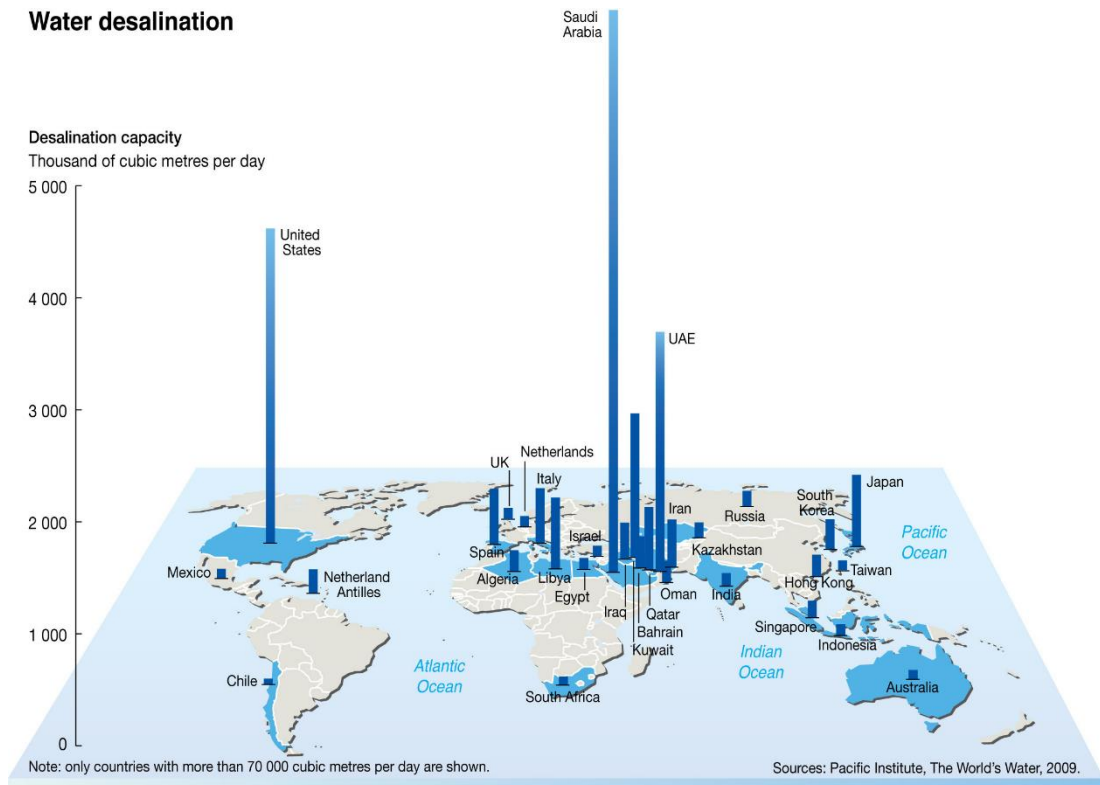 Water desalination
Desalination capacity
Thousand of cubic metres per day
5 000
4 000
3 000
2 000
1 000
0
Saudi
Arabia
United
States
UAE
UK
Netherlands
Italy
Spain
Algeria
Libya
Israel
Egypt
Iraq
Kuwait
Bahrain
Qatar
Oman
Iran
Kazakhstan
Russia
South
Korea
Japan
Pacific
Ocean
Taiwan
Hong Kong
India
Singapore
Indonesia
Indian
Ocean
Australia
Mexico
Netherland
Antilles
Chile
Atlantic
Ocean
South Africa
Note: only countries with more than 70 000 cubic metres per day are shown.
Sources: Pacific Institute, The World's Water, 2009.